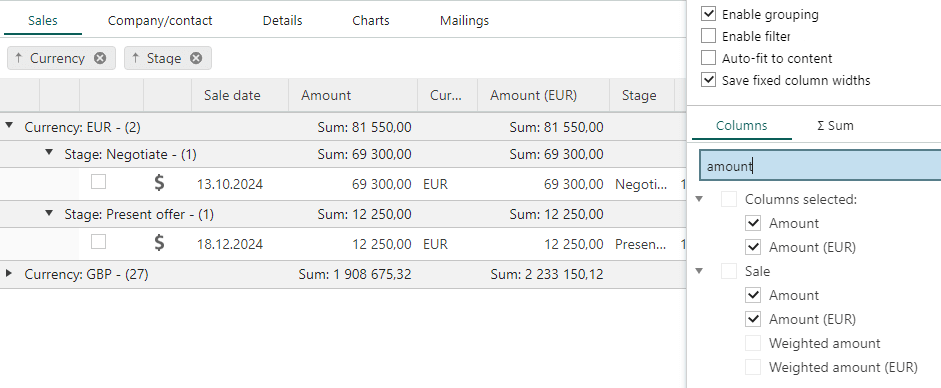 Sales Company/contact Details Charts Mailings
↑ Currency ↑ Stage
Sale date Amount Cur... Amount (EUR) Stage
Currency: EUR - (2) Sum: 81 550,00 Sum: 81 550,00
Stage: Negotiate - (1) Sum: 69 300,00 Sum: 69 300,00
$ 13.10.2024 69 300,00 EUR 69 300,00 Negoti... 1
Stage: Present offer - (1) Sum: 12 250,00 Sum: 12 250,00
$ 18.12.2024 12 250,00 EUR 12 250,00 Presen... 1
Currency: GBP - (27) Sum: 1 908 675,32 Sum: 2 233 150,12
Enable grouping
Enable filter
Auto-fit to content
Save fixed column widths
Columns Σ Sum
amount
Columns selected:
Amount
Amount (EUR)
Sale
Amount
Amount (EUR)
Weighted amount
Weighted amount (EUR)